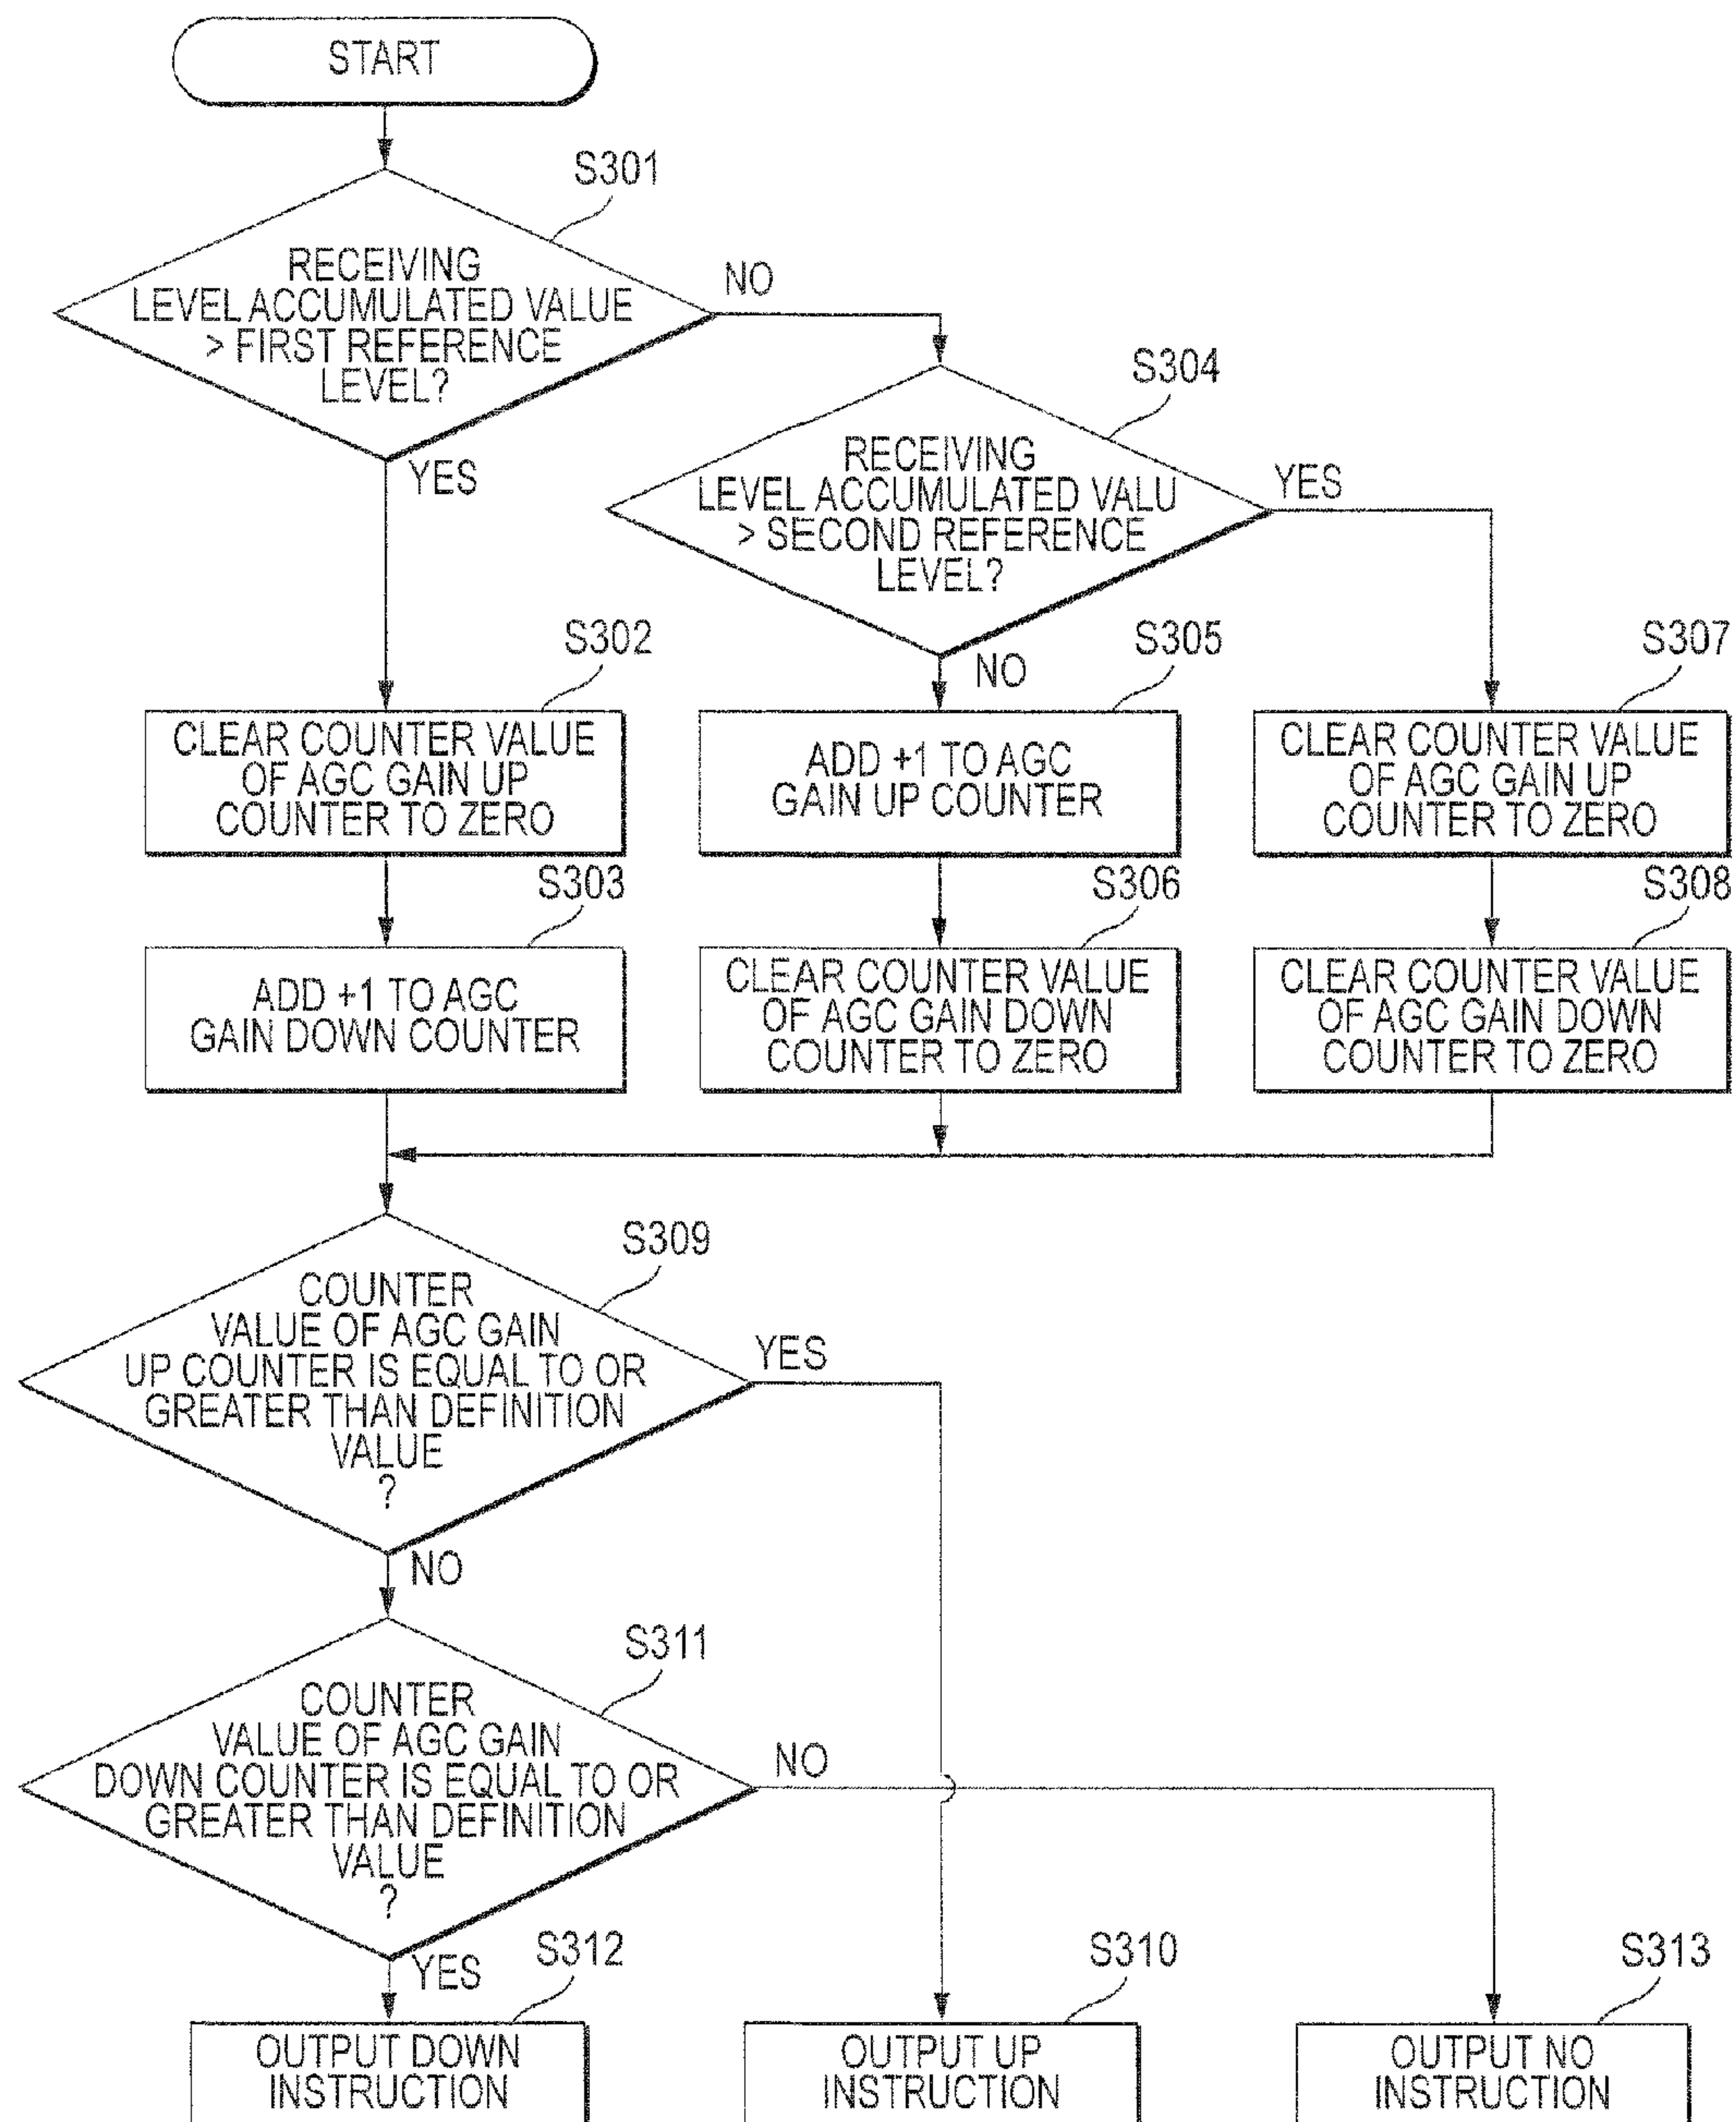 START
S301
RECEIVING
LEVEL ACCUMULATED VALUE
> FIRST REFERENCE
LEVEL?
NO
YES
S304
RECEIVING
LEVEL ACCUMULATED VALU
> SECOND REFERENCE
LEVEL?
YES
NO
S302
CLEAR COUNTER VALUE
OF AGC GAIN UP
COUNTER TO ZERO
S305
ADD +1 TO AGC
GAIN UP COUNTER
S307
CLEAR COUNTER VALUE
OF AGC GAIN UP
COUNTER TO ZERO
S303
ADD +1 TO AGC
GAIN DOWN COUNTER
S306
CLEAR COUNTER VALUE
OF AGC GAIN DOWN
COUNTER TO ZERO
S308
CLEAR COUNTER VALUE
OF AGC GAIN DOWN
COUNTER TO ZERO
S309
COUNTER
VALUE OF AGC GAIN
UP COUNTER IS EQUAL TO OR
GREATER THAN DEFINITION
VALUE
?
YES
NO
S311
COUNTER
VALUE OF AGC GAIN
DOWN COUNTER IS EQUAL TO OR
GREATER THAN DEFINITION
VALUE
?
NO
YES
S312
OUTPUT DOWN
INSTRUCTION
S310
OUTPUT UP
INSTRUCTION
S313
OUTPUT NO
INSTRUCTION